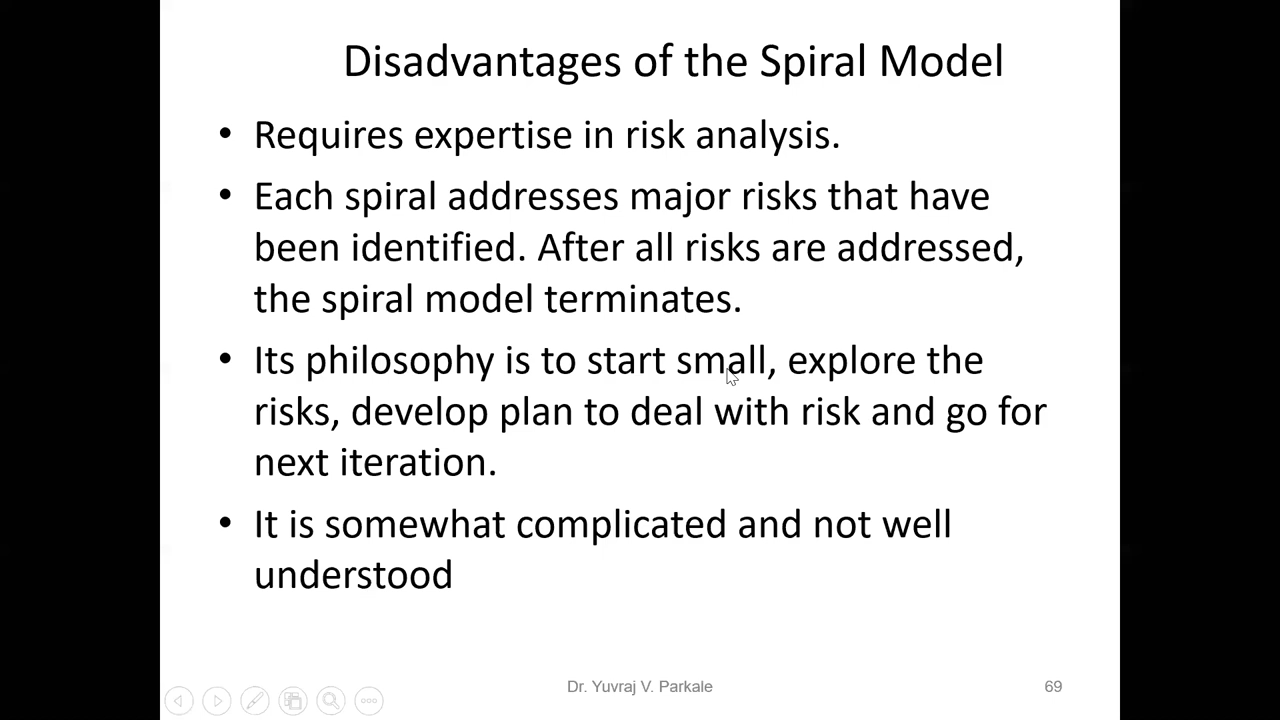 Disadvantages of the Spiral Model
• Requires expertise in risk analysis.
• Each spiral addresses major risks that have
been identified. After all risks are addressed,
the spiral model terminates.
• Its philosophy is to start small, explore the
risks, develop plan to deal with risk and go for
next iteration.
• It is somewhat complicated and not well
understood
Dr. Yuvraj V. Parkale
69